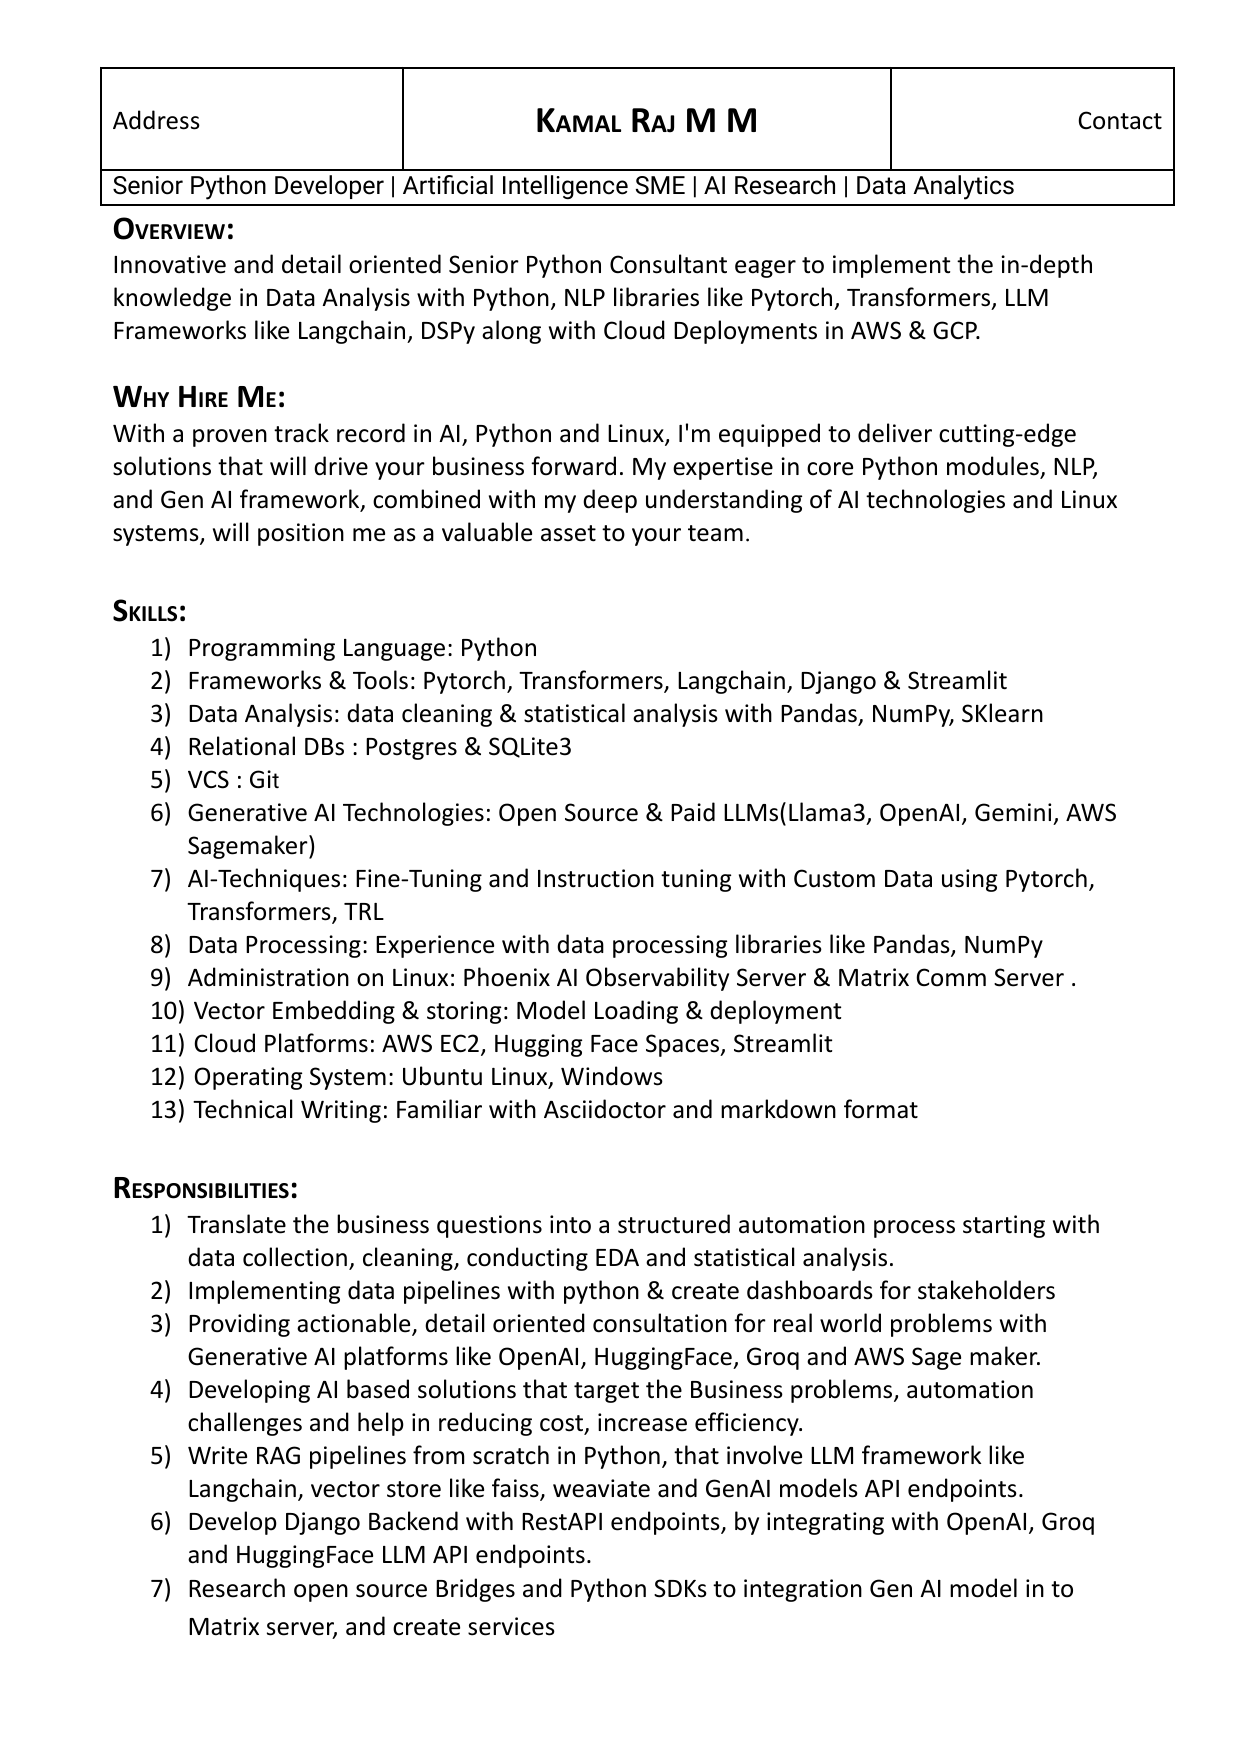 Address
Kamal Raj M M
Contact
Senior Python Developer | Artificial Intelligence SME | AI Research | Data Analytics
Overview:
Innovative and detail oriented Senior Python Consultant eager to implement the in-depth
knowledge in Data Analysis with Python, NLP libraries like Pytorch, Transformers, LLM
Frameworks like Langchain, DSPy along with Cloud Deployments in AWS & GCP.
Why Hire Me:
With a proven track record in AI, Python and Linux, I'm equipped to deliver cutting-edge
solutions that will drive your business forward. My expertise in core Python modules, NLP,
and Gen AI framework, combined with my deep understanding of AI technologies and Linux
systems, will position me as a valuable asset to your team.
Skills:
1) Programming Language: Python
2) Frameworks & Tools: Pytorch, Transformers, Langchain, Django & Streamlit
3) Data Analysis: data cleaning & statistical analysis with Pandas, NumPy, SKlearn
4) Relational DBs : Postgres & SQLite3
5) VCS : Git
6) Generative AI Technologies: Open Source & Paid LLMs(Llama3, OpenAI, Gemini, AWS
Sagemaker)
7) AI-Techniques: Fine-Tuning and Instruction tuning with Custom Data using Pytorch,
Transformers, TRL
8) Data Processing: Experience with data processing libraries like Pandas, NumPy
9) Administration on Linux: Phoenix AI Observability Server & Matrix Comm Server .
10) Vector Embedding & storing: Model Loading & deployment
11) Cloud Platforms: AWS EC2, Hugging Face Spaces, Streamlit
12) Operating System: Ubuntu Linux, Windows
13) Technical Writing: Familiar with Asciidoctor and markdown format
Responsibilities:
1) Translate the business questions into a structured automation process starting with
data collection, cleaning, conducting EDA and statistical analysis.
2) Implementing data pipelines with python & create dashboards for stakeholders
3) Providing actionable, detail oriented consultation for real world problems with
Generative AI platforms like OpenAI, HuggingFace, Groq and AWS Sage maker.
4) Developing AI based solutions that target the Business problems, automation
challenges and help in reducing cost, increase efficiency.
5) Write RAG pipelines from scratch in Python, that involve LLM framework like
Langchain, vector store like faiss, weaviate and GenAI models API endpoints.
6) Develop Django Backend with RestAPI endpoints, by integrating with OpenAI, Groq
and HuggingFace LLM API endpoints.
7) Research open source Bridges and Python SDKs to integration Gen AI model in to
Matrix server, and create services